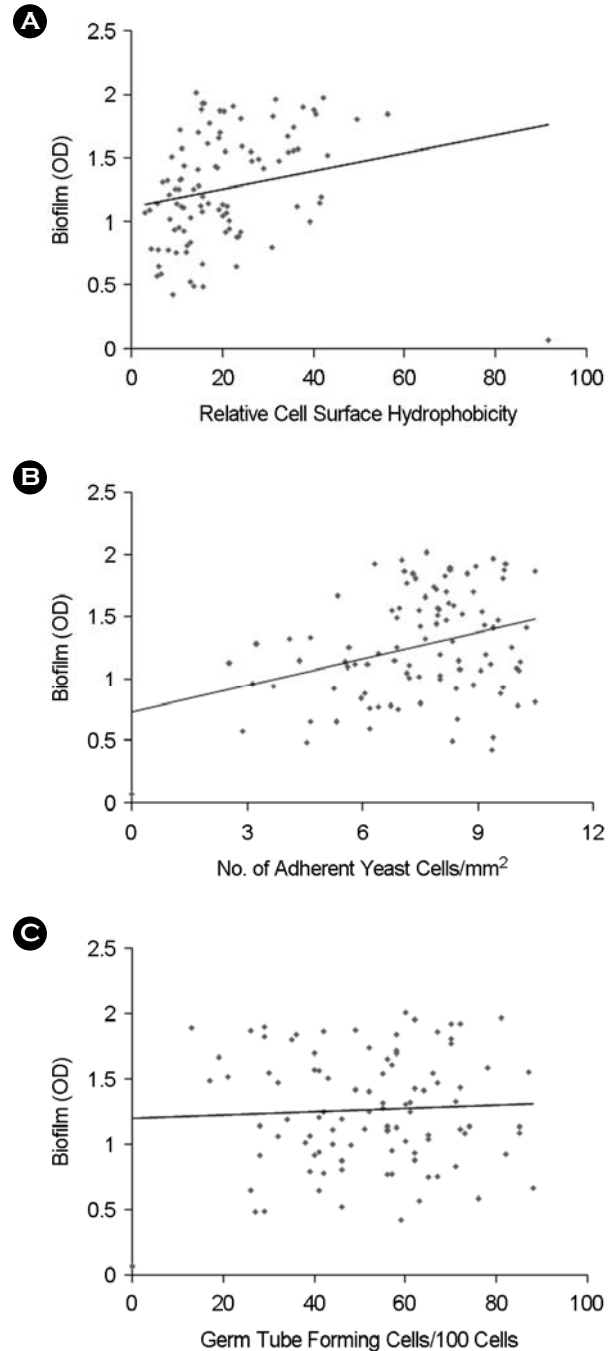 A
2.5
2
1.5
1
0.5
0
Biofilm (OD)
0 20 40 60 80 100
Relative Cell Surface Hydrophobicity
B
2.5
2
1.5
1
0.5
0
Biofilm (OD)
0 3 6 9 12
No. of Adherent Yeast Cells/mm²
C
2.5
2
1.5
1
0.5
0
Biofilm (OD)
0 20 40 60 80 100
Germ Tube Forming Cells/100 Cells